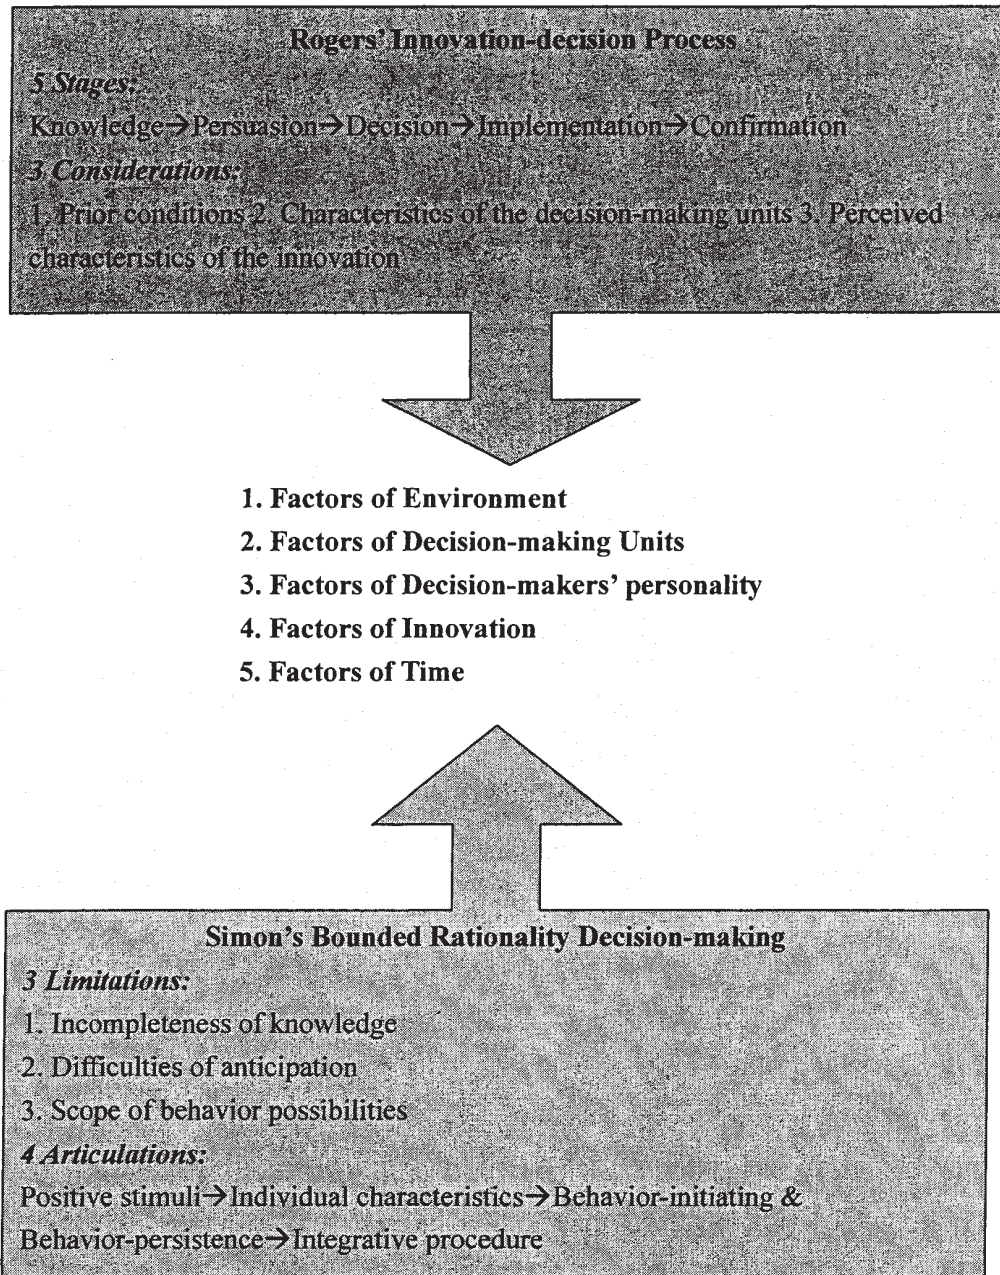 Rogers' Innovation-decision Process
5 Stages:
Knowledge→Persuasion→Decision→Implementation→Confirmation
3 Considerations:
1. Prior conditions 2. Characteristics of the decision-making units 3. Perceived
characteristics of the innovation
1. Factors of Environment
2. Factors of Decision-making Units
3. Factors of Decision-makers' personality
4. Factors of Innovation
5. Factors of Time
Simon's Bounded Rationality Decision-making
3 Limitations:
1. Incompleteness of knowledge
2. Difficulties of anticipation
3. Scope of behavior possibilities
4 Articulations:
Positive stimuli→Individual characteristics→Behavior-initiating &
Behavior-persistence→Integrative procedure